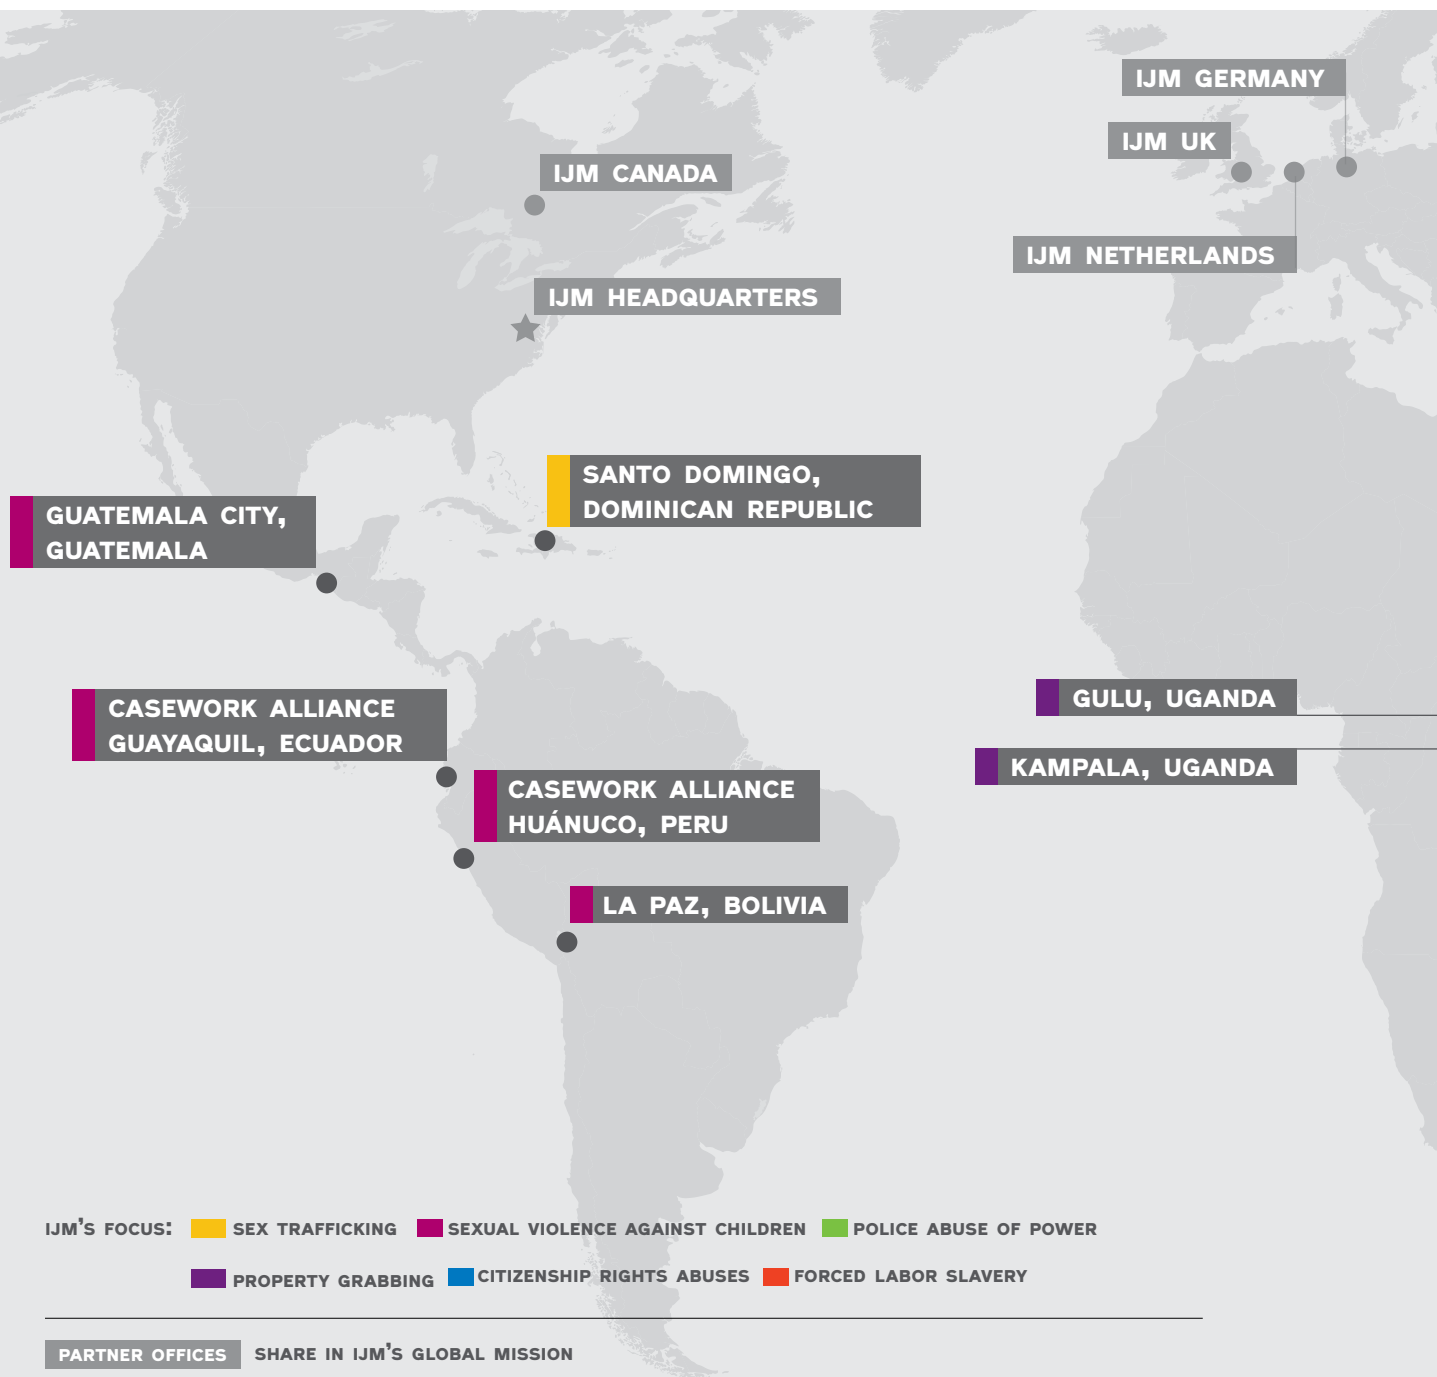 IJM GERMANY
IJM UK
IJM CANADA
IJM NETHERLANDS
IJM HEADQUARTERS
SANTO DOMINGO,
DOMINICAN REPUBLIC
GUATEMALA CITY,
GUATEMALA
GULU, UGANDA
CASEWORK ALLIANCE
GUAYAQUIL, ECUADOR
KAMPALA, UGANDA
CASEWORK ALLIANCE
HUÁNUCO, PERU
LA PAZ, BOLIVIA
IJM'S FOCUS: SEX TRAFFICKING SEXUAL VIOLENCE AGAINST CHILDREN POLICE ABUSE OF POWER
PROPERTY GRABBING CITIZENSHIP RIGHTS ABUSES FORCED LABOR SLAVERY
PARTNER OFFICES SHARE IN IJM'S GLOBAL MISSION